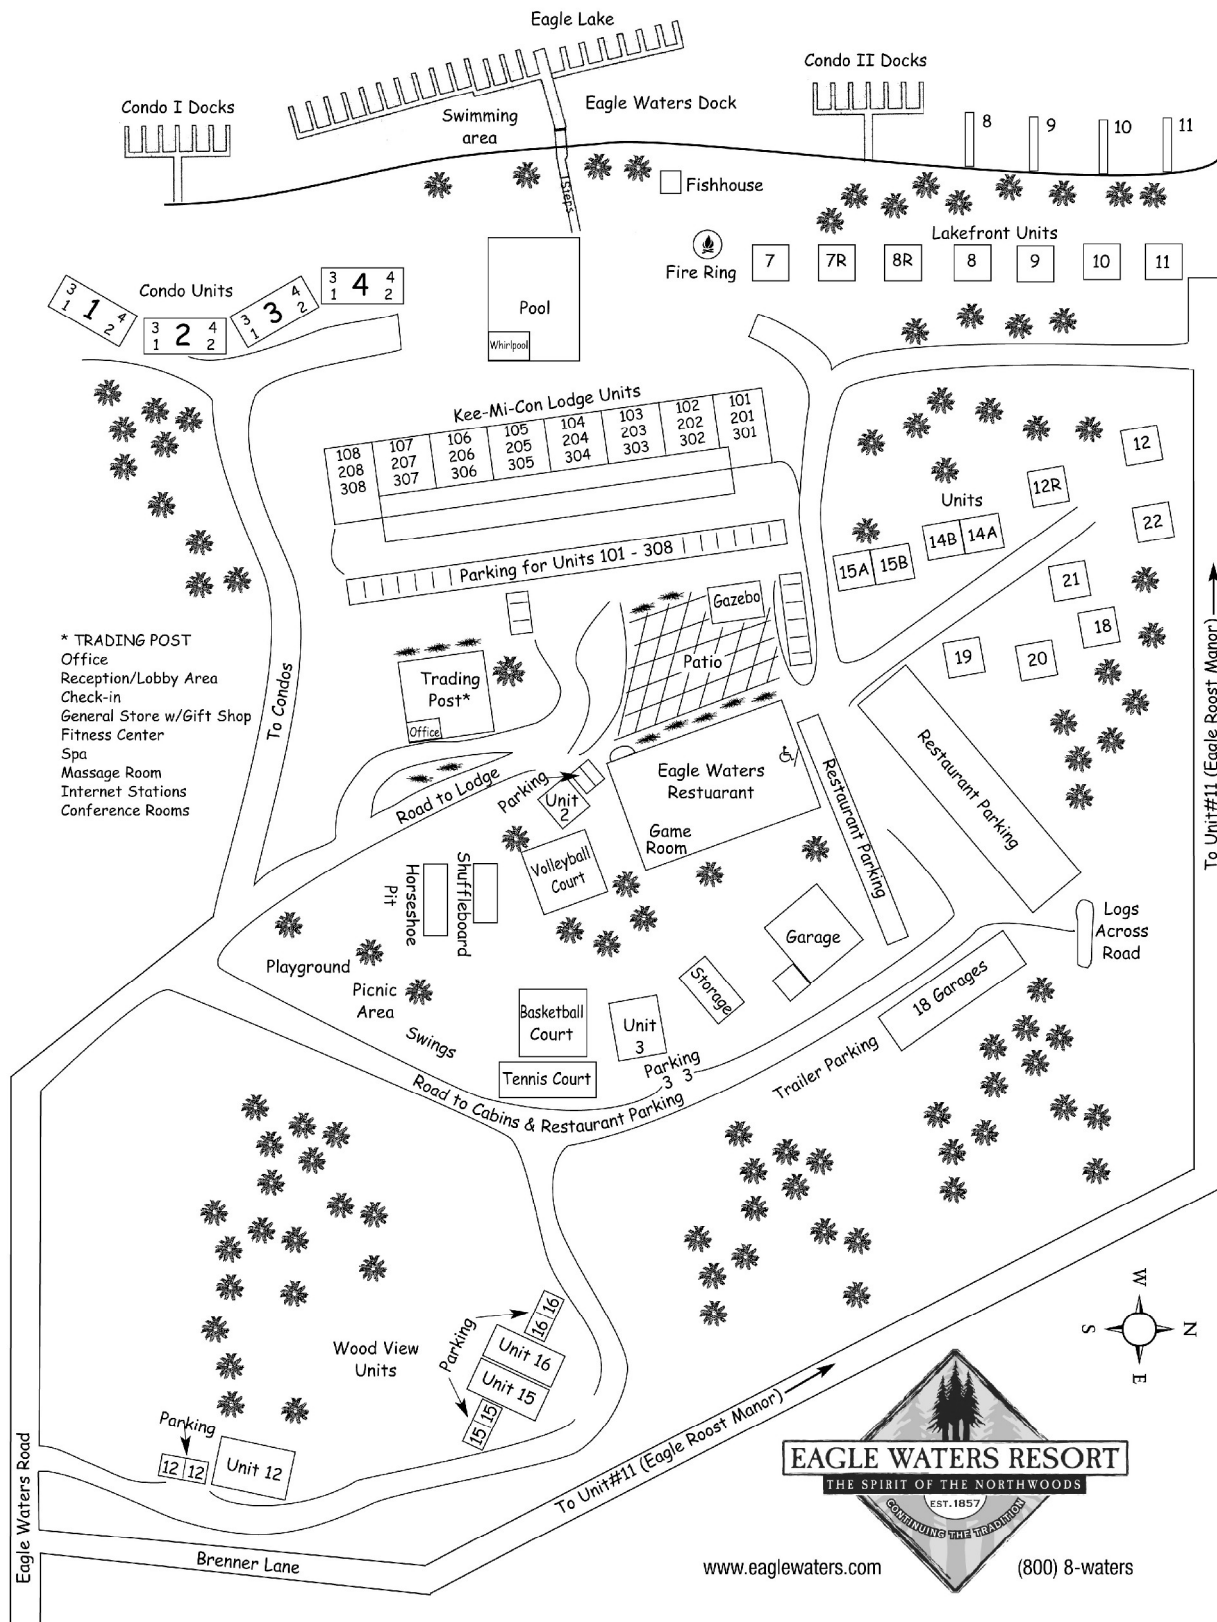 Eagle Lake
Condo I Docks
Swimming
area
Eagle Waters Dock
Condo II Docks
8
9
10
11
Steps
Fishhouse
Fire Ring
Lakefront Units
7
7R
8R
8
9
10
11
Condo Units
3 4
1
1 2
3 4
2
1 2
3 4
3
1 2
3 4
4
1 2
Pool
Whirlpool
Kee-Mi-Con Lodge Units
108 107 106 105 104 103 102 101
208 207 206 205 204 203 202 201
308 307 306 305 304 303 302 301
Parking for Units 101 - 308
12
12R
22
Units
14B 14A
15A 15B
21
18
19
20
Gazebo
Patio
* TRADING POST
Office
Reception/Lobby Area
Check-in
General Store w/Gift Shop
Fitness Center
Spa
Massage Room
Internet Stations
Conference Rooms
To Condos
Trading
Post*
Office
Road to Lodge
Parking
Unit
2
Eagle Waters
Restuarant
Game
Room
Restaurant Parking
Restaurant Parking
To Unit#11 (Eagle Roost Manor)
Volleyball
Court
Shuffleboard
Horseshoe
Pit
Playground
Picnic
Area
Swings
Garage
Storage
Logs
Across
Road
18 Garages
Basketball
Court
Unit
3
Tennis Court
Parking
3 3
Trailer Parking
Road to Cabins & Restaurant Parking
Wood View
Units
Parking
16 16
Unit 16
Unit 15
15 15
Parking
12 12
Unit 12
To Unit#11 (Eagle Roost Manor)
Eagle Waters Road
Brenner Lane
W
S
N
E
EAGLE WATERS RESORT
THE SPIRIT OF THE NORTHWOODS
EST.1857
CONTINUING THE TRADITION
www.eaglewaters.com
(800) 8-waters